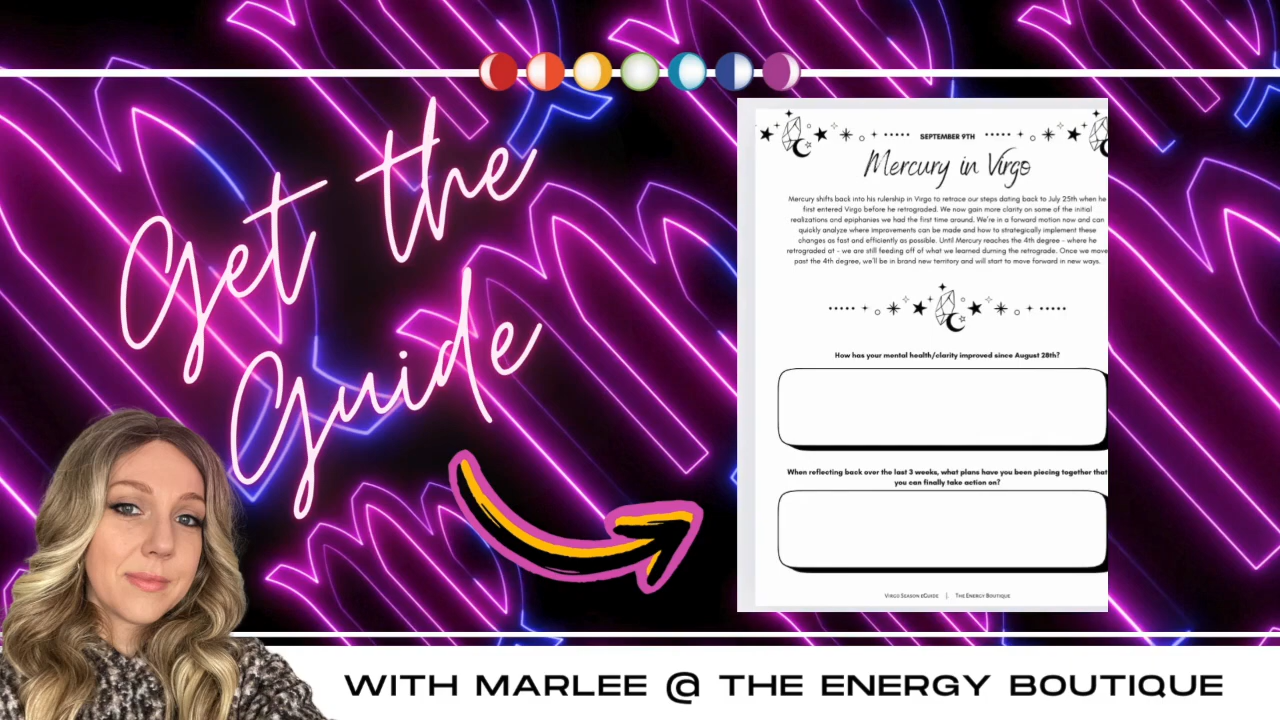 Get the
Guide
SEPTEMBER 9TH
Mercury in Virgo
Mercury shifts back into his rulership in Virgo to retrace our steps dating back to July 25th when he
first entered Virgo before he retrograded. We now gain more clarity on some of the initial
realizations and epiphanies we had the first time around. We're in a forward motion now and can
quickly analyze where improvements can be made and how to strategically implement these
changes as fast and efficiently as possible. Until Mercury reaches the 4th degree - where he
retrograded at - we are still feeding off of what we learned durning the retrograde. Once we move
past the 4th degree, we'll be in brand new territory and will start to move forward in new ways.
How has your mental health/clarity improved since August 28th?
When reflecting back over the last 3 weeks, what plans have you been piecing together that
you can finally take action on?
Virgo Season eGuide | The Energy Boutique
WITH MARLEE @ THE ENERGY BOUTIQUE